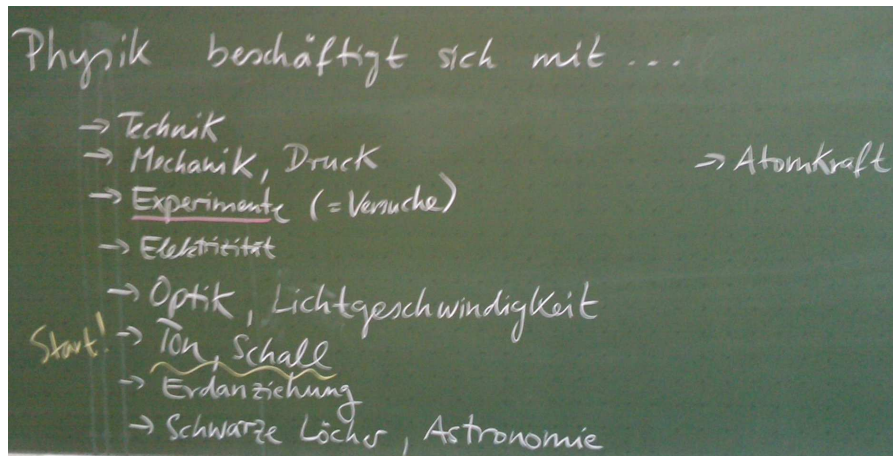 Physik beschäftigt sich mit ...
→ Technik
→ Mechanik, Druck
→ Atomkraft
→ Experimente (= Versuche)
→ Elektrizität
→ Optik, Lichtgeschwindigkeit
Start! → Ton, Schall
→ Erdanziehung
→ Schwarze Löcher, Astronomie